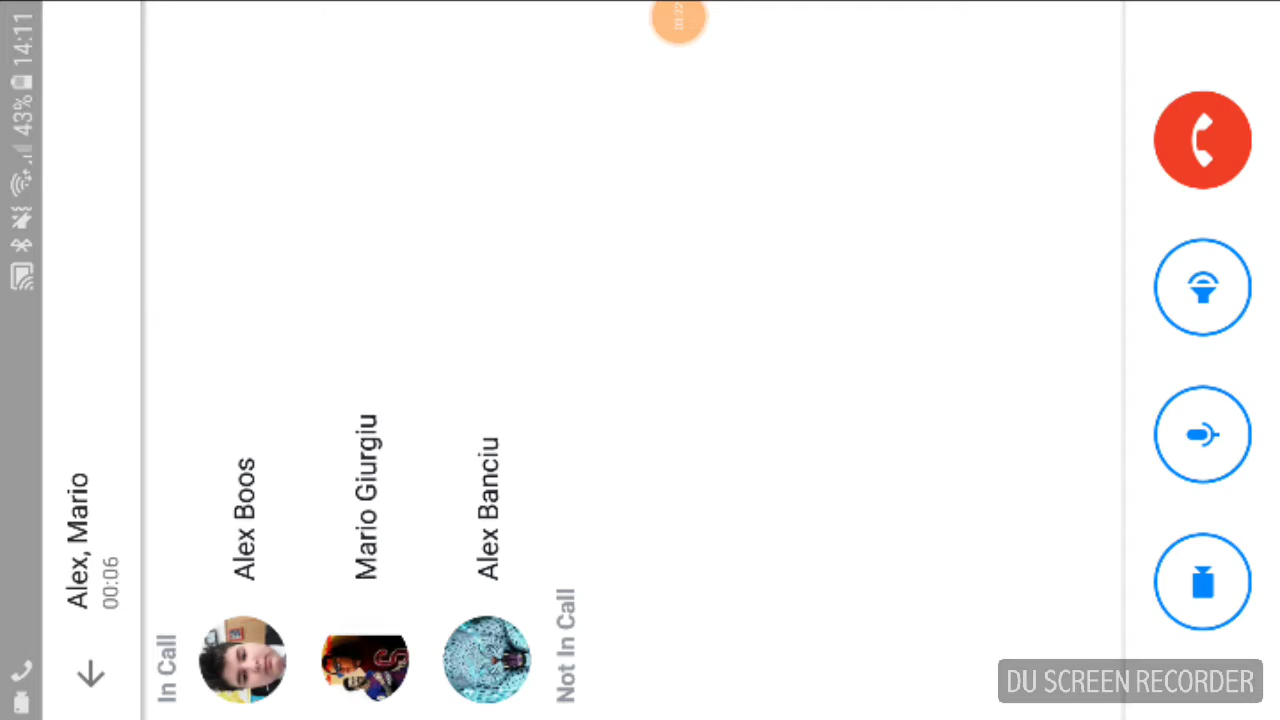 43% 14:11
Alex, Mario
00:06
In Call
Alex Boos
Mario Giurgiu
Alex Banciu
Not In Call
DU SCREEN RECORDER